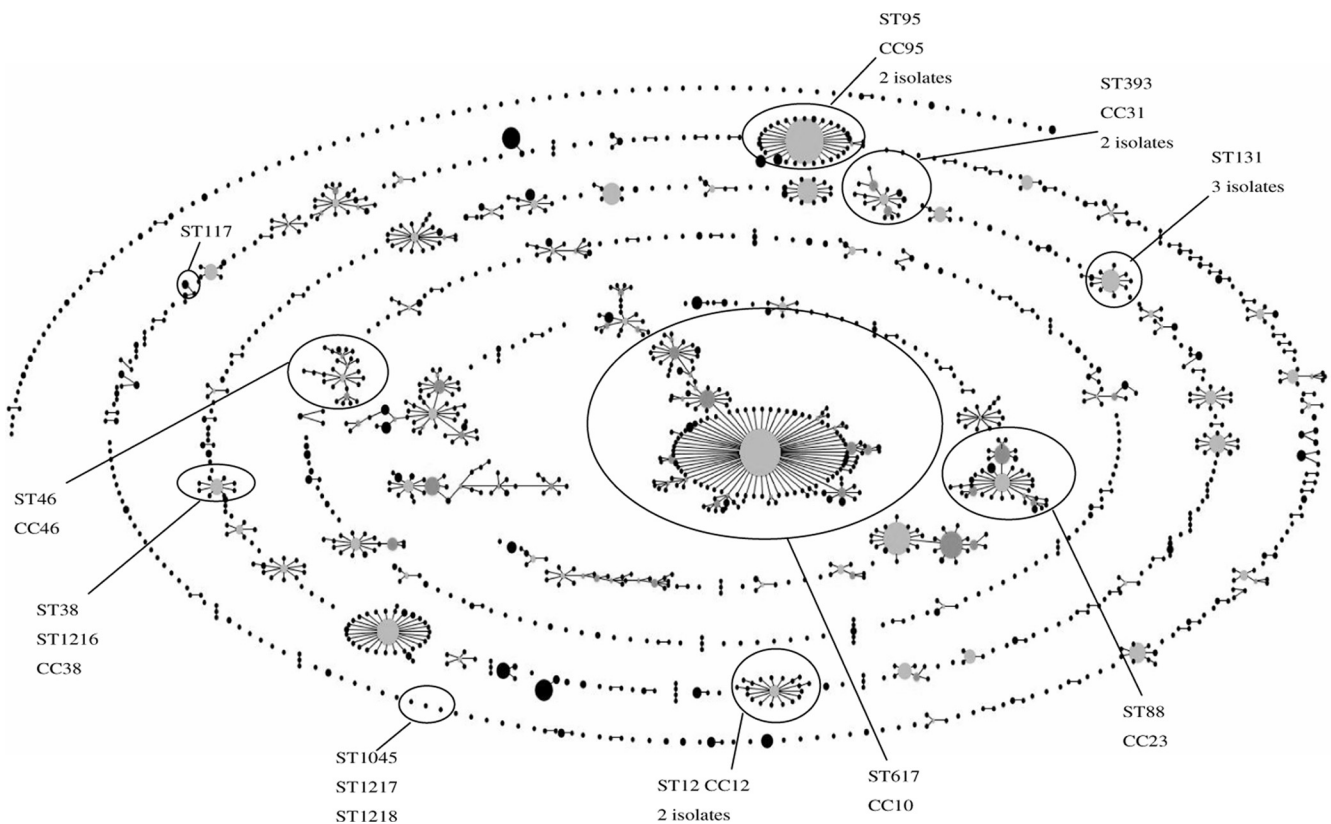 ST95
CC95
2 isolates
ST393
CC31
2 isolates
ST131
3 isolates
ST117
ST46
CC46
ST38
ST1216
CC38
ST88
CC23
ST1045
ST1217
ST1218
ST12 CC12
2 isolates
ST617
CC10